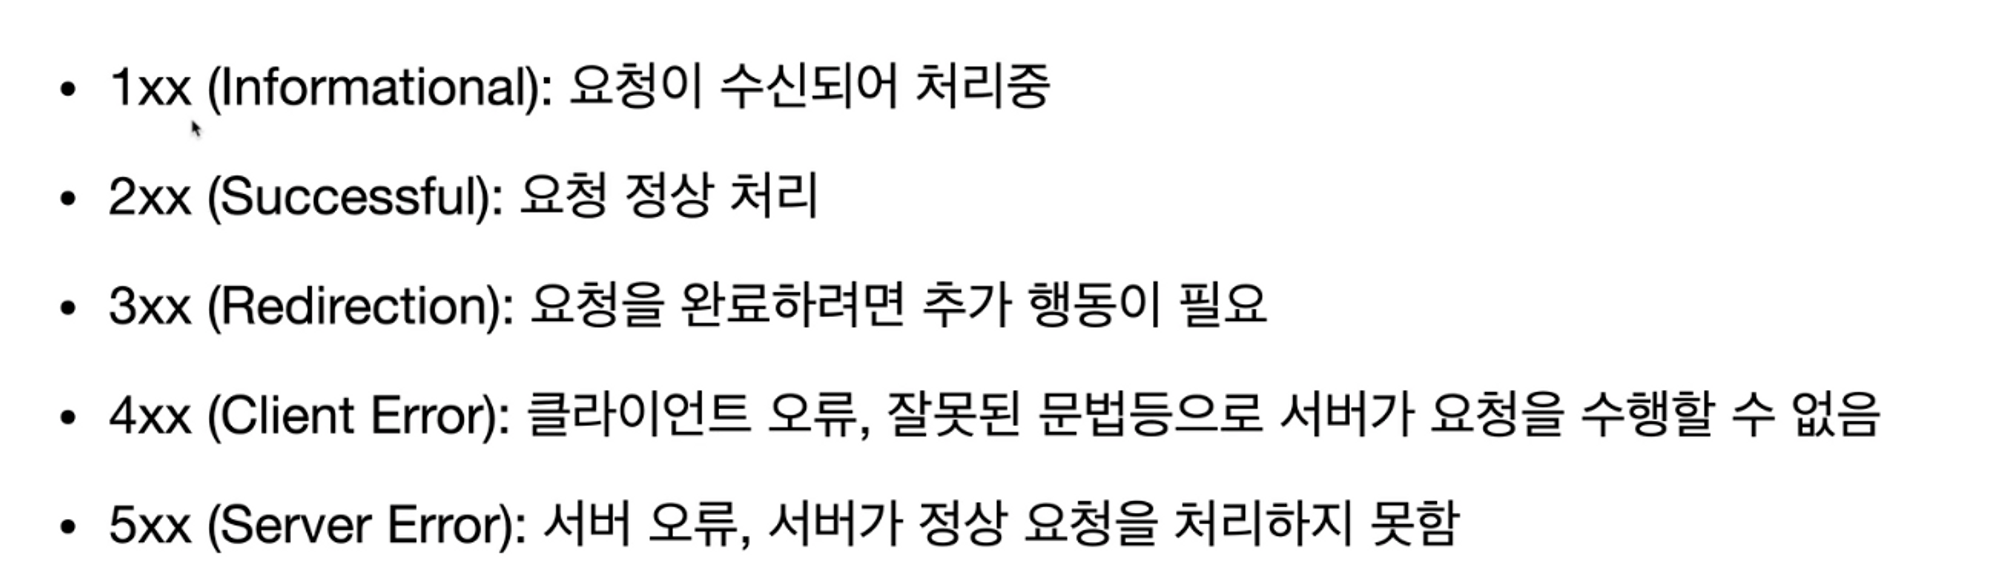 • 1xx (Informational): 요청이 수신되어 처리중
• 2xx (Successful): 요청 정상 처리
• 3xx (Redirection): 요청을 완료하려면 추가 행동이 필요
• 4xx (Client Error): 클라이언트 오류, 잘못된 문법등으로 서버가 요청을 수행할 수 없음
• 5xx (Server Error): 서버 오류, 서버가 정상 요청을 처리하지 못함